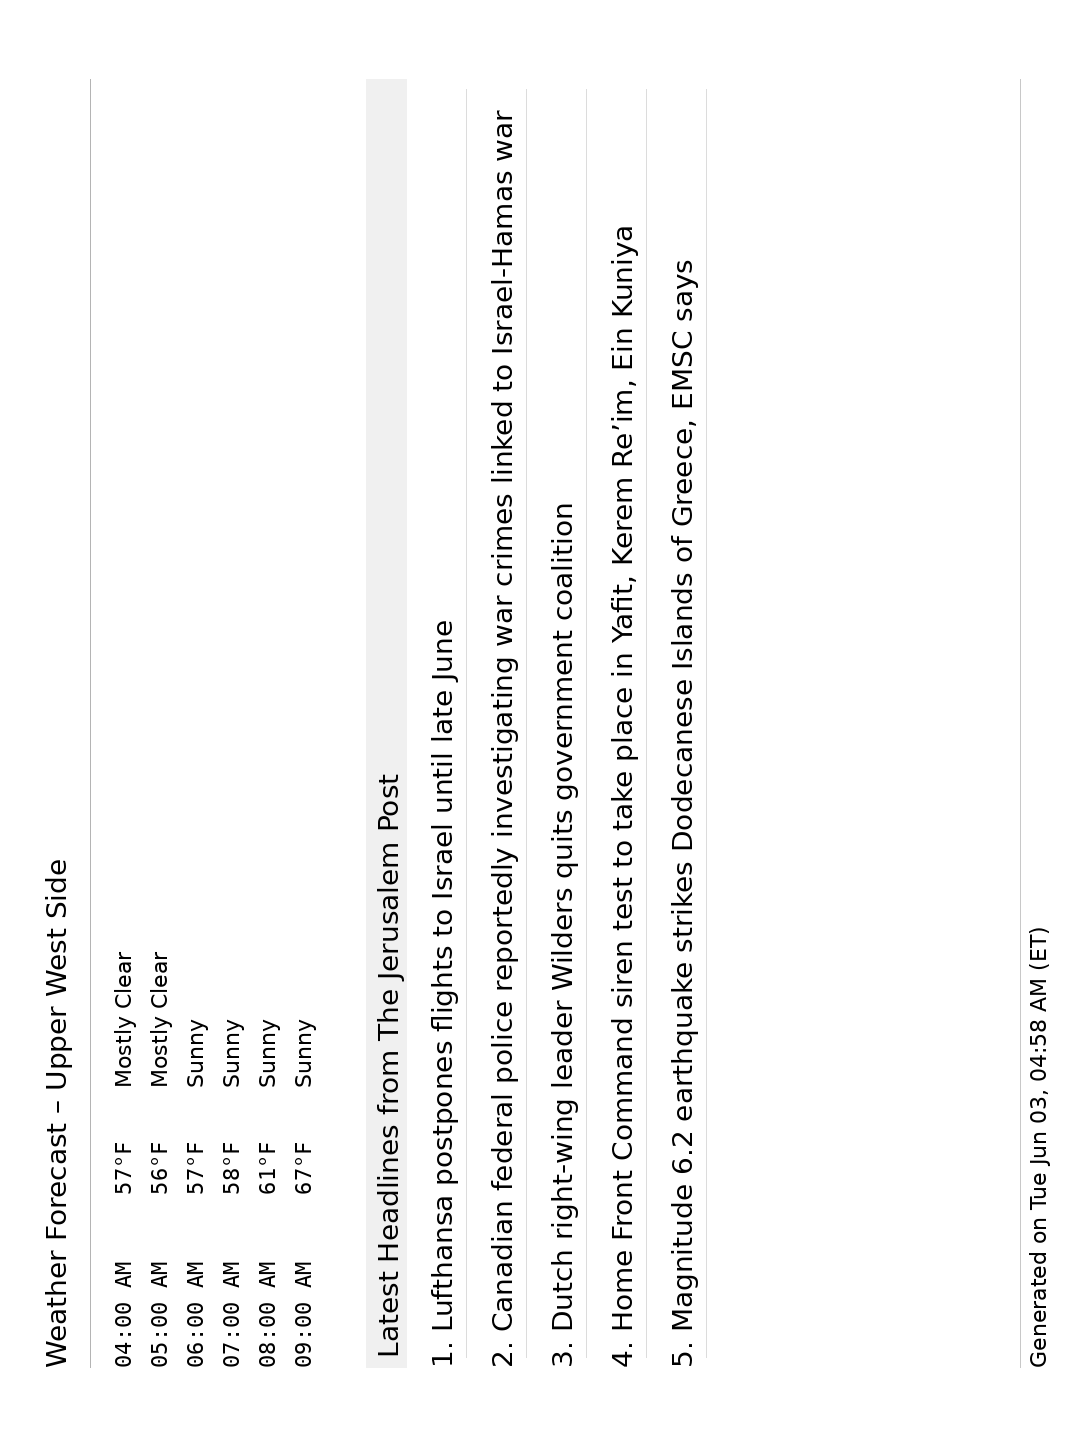 Weather Forecast – Upper West Side
04:00 AM 57°F Mostly Clear
05:00 AM 56°F Mostly Clear
06:00 AM 57°F Sunny
07:00 AM 58°F Sunny
08:00 AM 61°F Sunny
09:00 AM 67°F Sunny
Latest Headlines from The Jerusalem Post
1. Lufthansa postpones flights to Israel until late June
2. Canadian federal police reportedly investigating war crimes linked to Israel-Hamas war
3. Dutch right-wing leader Wilders quits government coalition
4. Home Front Command siren test to take place in Yafit, Kerem Re’im, Ein Kuniya
5. Magnitude 6.2 earthquake strikes Dodecanese Islands of Greece, EMSC says
Generated on Tue Jun 03, 04:58 AM (ET)